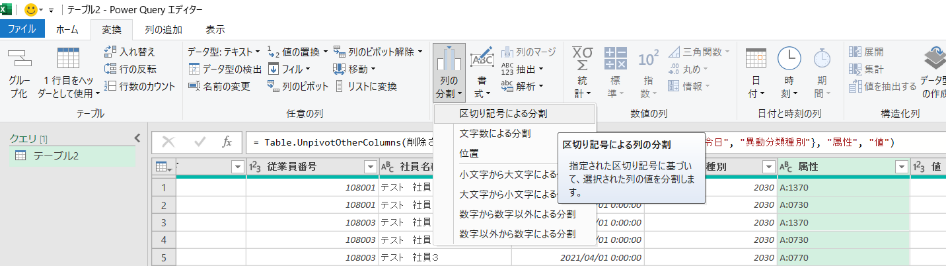 テーブル2 - Power Query エディター
ファイル ホーム 変換 列の追加 表示
グループ化
1 行目をヘッダーとして使用
入れ替え
行の反転
行数のカウント
テーブル
データ型: テキスト
データ型の検出
名前の変更
値の置換
フィル
ピボット
列のピボット解除
移動
リストに変換
任意の列
列の分割
書式
列のマージ
抽出
解析
統計
標準
指数
三角関数
丸め
情報
数値の列
日付
時刻
期間
日付と時刻の列
展開
集計
値を抽出する
構造化列
データ型の作成
区切り記号による分割
文字数による分割
位置
小文字から大文字による
大文字から小文字による
数字から数字以外による分割
数字以外から数字による分割
区切り記号による列の分割
指定された区切り記号に基づいて、選択された列の値を分割します。
クエリ [1]
テーブル2
= Table.UnpivotOtherColumns(削除さ
令日", "異動分類種別"}, "属性", "値")
従業員番号 社員名 種別 属性 値
1 108001 テスト 社員 2030 A:1370
2 108001 テスト 社員 /01 0:00:00 2030 A:0730
3 108003 テスト 社員 /01 0:00:00 2030 A:1370
4 108003 テスト 社員 /01 0:00:00 2030 A:0730
5 108003 テスト 社員3 2021/04/01 0:00:00 2030 A:0770